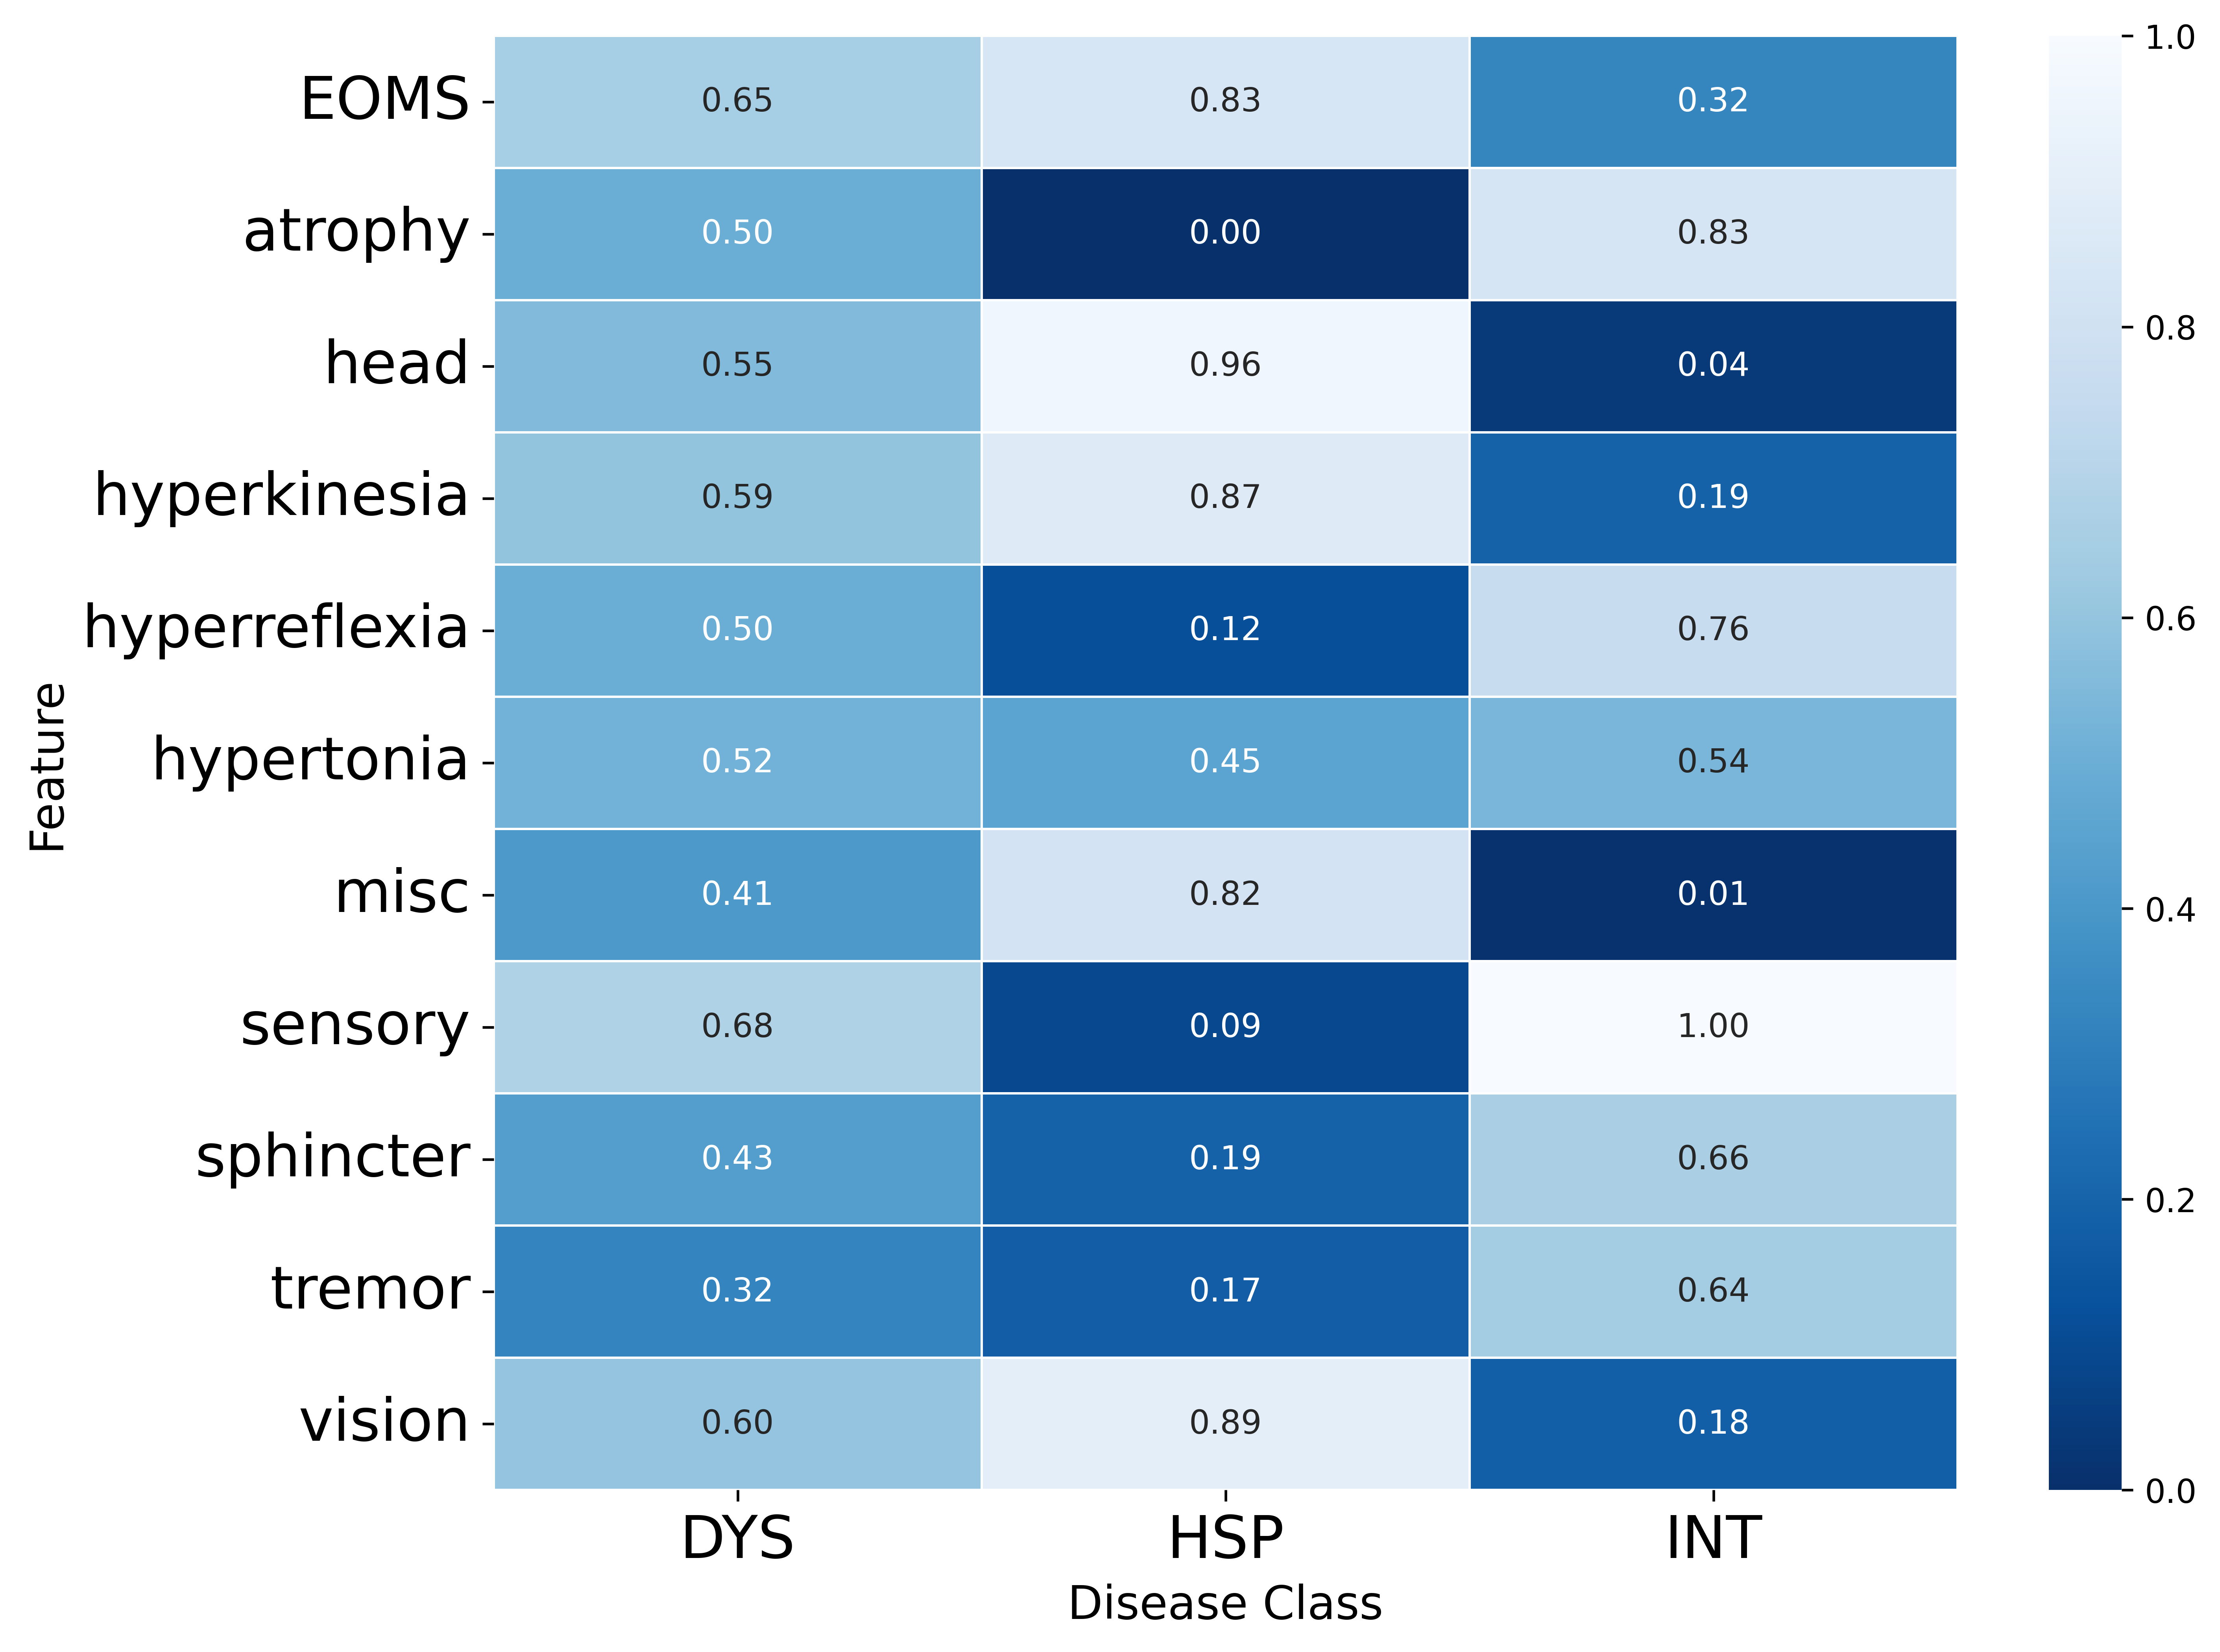 EOMS 0.65 0.83 0.32
atrophy 0.50 0.00 0.83
head 0.55 0.96 0.04
hyperkinesia 0.59 0.87 0.19
hyperreflexia 0.50 0.12 0.76
hypertonia 0.52 0.45 0.54
misc 0.41 0.82 0.01
sensory 0.68 0.09 1.00
sphincter 0.43 0.19 0.66
tremor 0.32 0.17 0.64
vision 0.60 0.89 0.18
DYS HSP INT
Disease Class
Feature
1.0
0.8
0.6
0.4
0.2
0.0